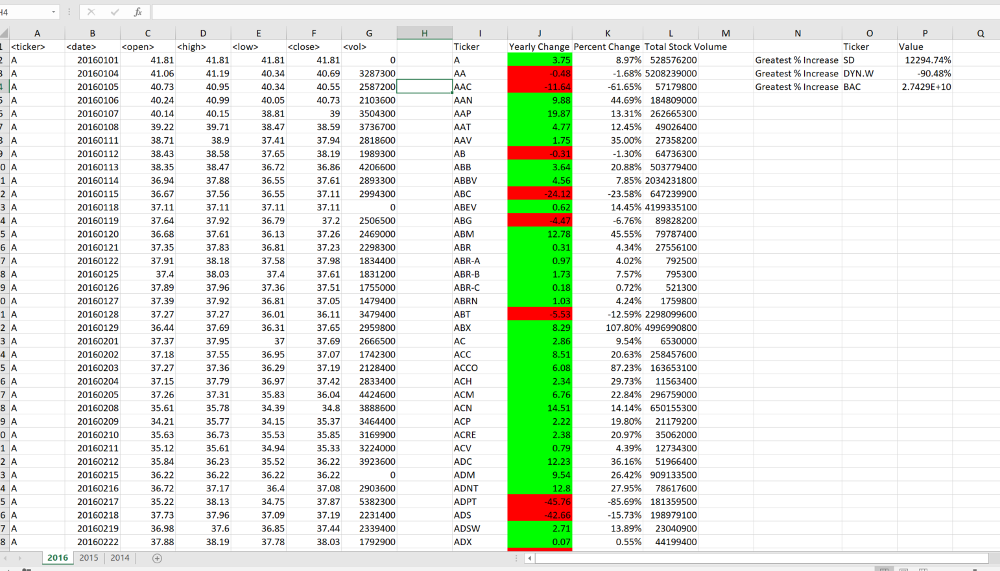 H4 fx
A B C D E F G H I J K L M N O P Q
1 <ticker> <date> <open> <high> <low> <close> <vol> Ticker Yearly Change Percent Change Total Stock Volume Ticker Value
2 A 20160101 41.81 41.81 41.81 41.81 0 A 3.75 8.97% 528576200 Greatest % Increase SD 12294.74%
3 A 20160104 41.06 41.19 40.34 40.69 3287300 AA -0.48 -1.68% 5208239000 Greatest % Increase DYN.W -90.48%
4 A 20160105 40.73 40.95 40.34 40.55 2587200 AAC -11.64 -61.65% 57179800 Greatest % Increase BAC 2.7429E+10
5 A 20160106 40.24 40.99 40.05 40.73 2103600 AAN 9.88 44.69% 184809000
6 A 20160107 40.14 40.15 38.81 39 3504300 AAP 19.87 13.31% 262665300
7 A 20160108 39.22 39.71 38.47 38.59 3736700 AAT 4.77 12.45% 49026400
8 A 20160111 38.71 38.9 37.41 37.94 2818600 AAV 1.75 35.00% 27358200
9 A 20160112 38.43 38.58 37.65 38.19 1989300 AB -0.31 -1.30% 64736300
0 A 20160113 38.35 38.47 36.72 36.86 4206600 ABB 3.64 20.88% 503779400
1 A 20160114 36.94 37.88 36.55 37.61 2893300 ABBV 4.56 7.85% 2034231800
2 A 20160115 36.67 37.56 36.55 37.11 2994300 ABC -24.12 -23.58% 647239900
3 A 20160118 37.11 37.11 37.11 37.11 0 ABEV 0.62 14.45% 4199335100
4 A 20160119 37.64 37.92 36.79 37.2 2506500 ABG -4.47 -6.76% 89828200
5 A 20160120 36.68 37.61 36.13 37.26 2469000 ABM 12.78 45.55% 79787400
6 A 20160121 37.35 37.83 36.81 37.23 2298300 ABR 0.31 4.34% 27556100
7 A 20160122 37.91 38.18 37.58 37.98 1834400 ABR-A 0.97 4.02% 792500
8 A 20160125 37.4 38.03 37.4 37.61 1831200 ABR-B 1.73 7.57% 795300
9 A 20160126 37.89 37.96 37.36 37.51 1755000 ABR-C 0.18 0.72% 521300
0 A 20160127 37.39 37.92 36.81 37.05 1479400 ABRN 1.03 4.24% 1759800
1 A 20160128 37.27 37.27 36.01 36.11 3479400 ABT -5.53 -12.59% 2298099600
2 A 20160129 36.44 37.69 36.31 37.65 2959800 ABX 8.29 107.80% 4996990800
3 A 20160201 37.37 37.95 37 37.69 2666500 AC 2.86 9.54% 6530000
4 A 20160202 37.18 37.55 36.95 37.07 1742300 ACC 8.51 20.63% 258457600
5 A 20160203 37.27 37.36 36.29 37.19 2128400 ACCO 6.08 87.23% 163653100
6 A 20160204 37.15 37.79 36.97 37.42 2833400 ACH 2.34 29.73% 11563400
7 A 20160205 37.26 37.31 35.83 36.04 4424600 ACM 6.76 22.84% 296759000
8 A 20160208 35.61 35.78 34.39 34.8 3888600 ACN 14.51 14.14% 650155300
9 A 20160209 34.21 35.77 34.15 35.37 3464400 ACP 2.22 19.80% 21179200
0 A 20160210 35.63 36.73 35.53 35.85 3169900 ACRE 2.38 20.97% 35062000
1 A 20160211 35.12 35.61 34.94 35.33 3224000 ACV 0.79 4.39% 12734300
2 A 20160212 35.84 36.23 35.52 36.22 3923600 ADC 12.23 36.16% 51966400
3 A 20160215 36.22 36.22 36.22 36.22 0 ADM 9.54 26.42% 909133500
4 A 20160216 36.72 37.17 36.4 37.08 2903600 ADNT 12.8 27.95% 78617600
5 A 20160217 35.22 38.13 34.75 37.87 5382300 ADPT -45.76 -85.69% 181359500
6 A 20160218 37.73 37.96 37.09 37.19 2231400 ADS -42.66 -15.73% 198979100
7 A 20160219 36.98 37.6 36.85 37.44 2339400 ADSW 2.71 13.89% 23040900
8 A 20160222 37.88 38.19 37.78 38.03 1792900 ADX 0.07 0.55% 44199400
2016 2015 2014